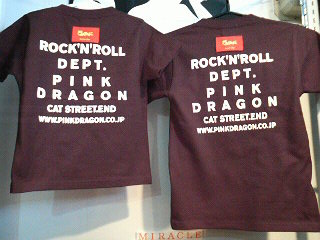 ROCK'N'ROLL
DEPT.
PINK
DRAGON
CAT STREET.END
WWW.PINKDRAGON.CO.JP
ROCK'N'ROLL
DEPT.
PINK
DRAGON
CAT STREET.END
WWW.PINKDRAGON.CO.JP
MIRACLE